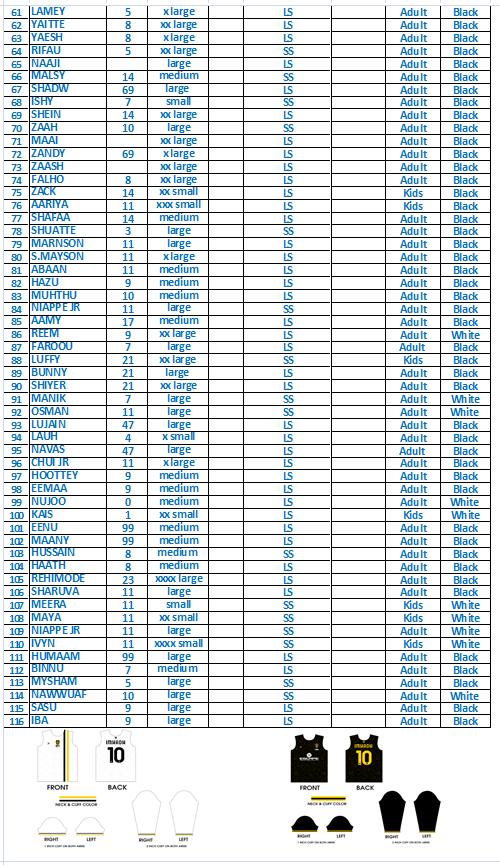 61 LAMEY 5 x large LS Adult Black
62 YAITTE 8 xx large LS Adult Black
63 YAESH 8 x large LS Adult Black
64 RIFAU 5 xx large SS Adult Black
65 NAAJI large LS Adult Black
66 MALSY 14 medium SS Adult Black
67 SHADW 69 large LS Adult Black
68 ISHY 7 small SS Adult Black
69 SHEIN 14 xx large LS Adult Black
70 ZAAH 10 large SS Adult Black
71 MAAI xx large LS Adult Black
72 ZANDY 69 x large LS Adult Black
73 ZAASH xx large LS Adult Black
74 FALHO 8 xx large LS Adult Black
75 ZACK 14 xx small LS Kids Black
76 AARIYA 11 xxx small LS Kids Black
77 SHAFAA 14 medium LS Adult Black
78 SHUATTE 3 large SS Adult Black
79 MARNSON 11 large LS Adult Black
80 S.MAYSON 11 x large LS Adult Black
81 ABAAN 11 medium LS Adult Black
82 HAZU 9 medium LS Adult Black
83 MUHTHU 10 medium LS Adult Black
84 NIAPPE JR 11 large SS Adult Black
85 AAMY 17 medium LS Adult Black
86 REEM 9 xx large LS Adult White
87 FAROOU 7 large LS Adult Black
88 LUFFY 21 xx large SS Kids Black
89 BUNNY 21 large LS Adult Black
90 SHIYER 21 xx large LS Adult Black
91 MANIK 7 large SS Adult White
92 OSMAN 11 large SS Adult White
93 LUJAIN 47 large LS Adult Black
94 LAUH 4 x small LS Adult Black
95 NAVAS 47 large LS Adult Black
96 CHUI JR 11 x large LS Adult Black
97 HOOTTEY 9 medium LS Adult Black
98 EEMAA 9 medium LS Adult Black
99 NUJOO 0 medium LS Adult White
100 KAIS 1 xx small LS Kids White
101 EENU 99 medium LS Adult Black
102 MAANY 99 medium LS Adult Black
103 HUSSAIN 8 medium SS Adult Black
104 HAATH 8 medium LS Adult Black
105 REHIMODE 23 xxxx large LS Adult Black
106 SHARUVA 11 large LS Adult Black
107 MEERA 11 small SS Kids White
108 MAYA 11 xx small LS Kids White
109 NIAPPE JR 11 large SS Adult White
110 IVYN 11 xxxx small SS Kids White
111 HUMAAM 99 large LS Adult Black
112 BINNU 7 medium LS Adult Black
113 MYSHAM 5 large SS Adult Black
114 NAWWUAF 10 large SS Adult White
115 SASU 9 large LS Adult Black
116 IBA 9 large LS Adult Black
10
10
FRONT BACK
FRONT BACK
NECK & CUFF COLOR
NECK & CUFF COLOR
RIGHT LEFT RIGHT LEFT
RIGHT LEFT RIGHT LEFT